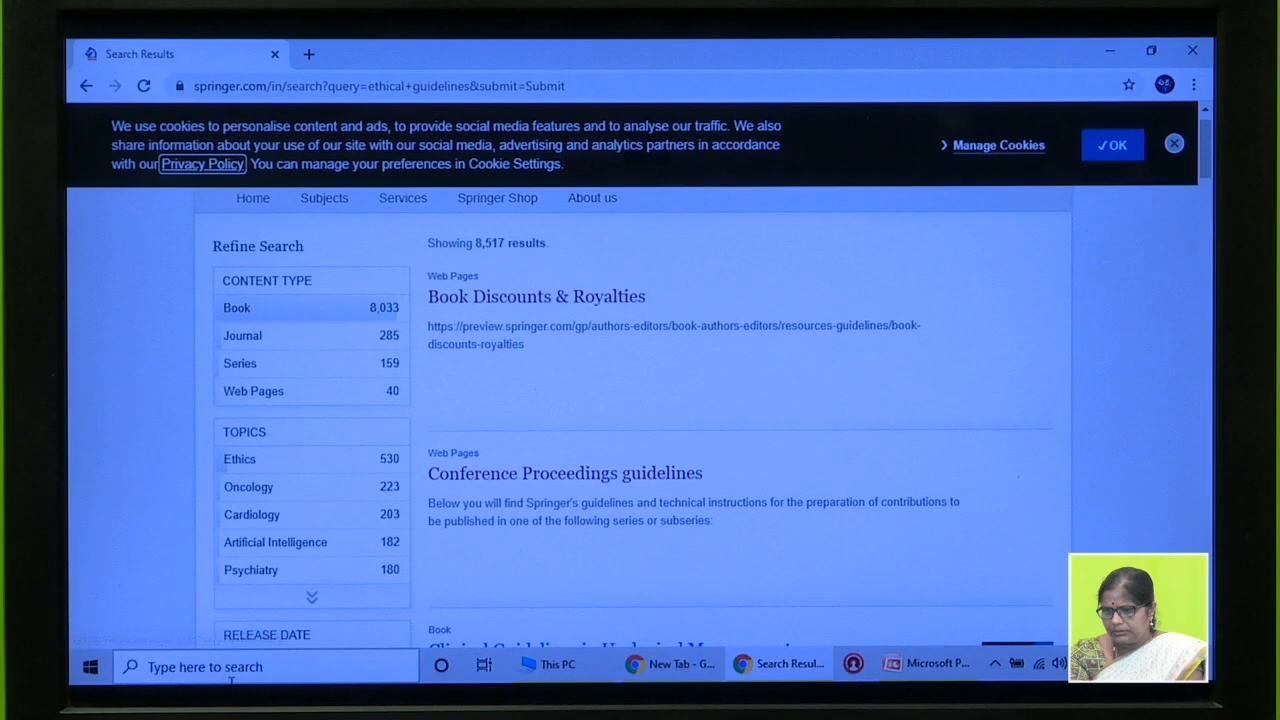 Search Results
springer.com/in/search?query=ethical+guidelines&submit=Submit
We use cookies to personalise content and ads, to provide social media features and to analyse our traffic. We also
share information about your use of our site with our social media, advertising and analytics partners in accordance
with our Privacy Policy You can manage your preferences in Cookie Settings.
Manage Cookies
✓OK
Home Subjects Services Springer Shop About us
Refine Search
CONTENT TYPE
Book 8,033
Journal 285
Series 159
Web Pages 40
TOPICS
Ethics 530
Oncology 223
Cardiology 203
Artificial Intelligence 182
Psychiatry 180
RELEASE DATE
Showing 8,517 results.
Web Pages
Book Discounts & Royalties
https://preview.springer.com/gp/authors-editors/book-authors-editors/resources-guidelines/book-
discounts-royalties
Web Pages
Conference Proceedings guidelines
Below you will find Springer's guidelines and technical instructions for the preparation of contributions to
be published in one of the following series or subseries:
Book
Type here to search
This PC
New Tab - G...
Search Resul...
Microsoft P...